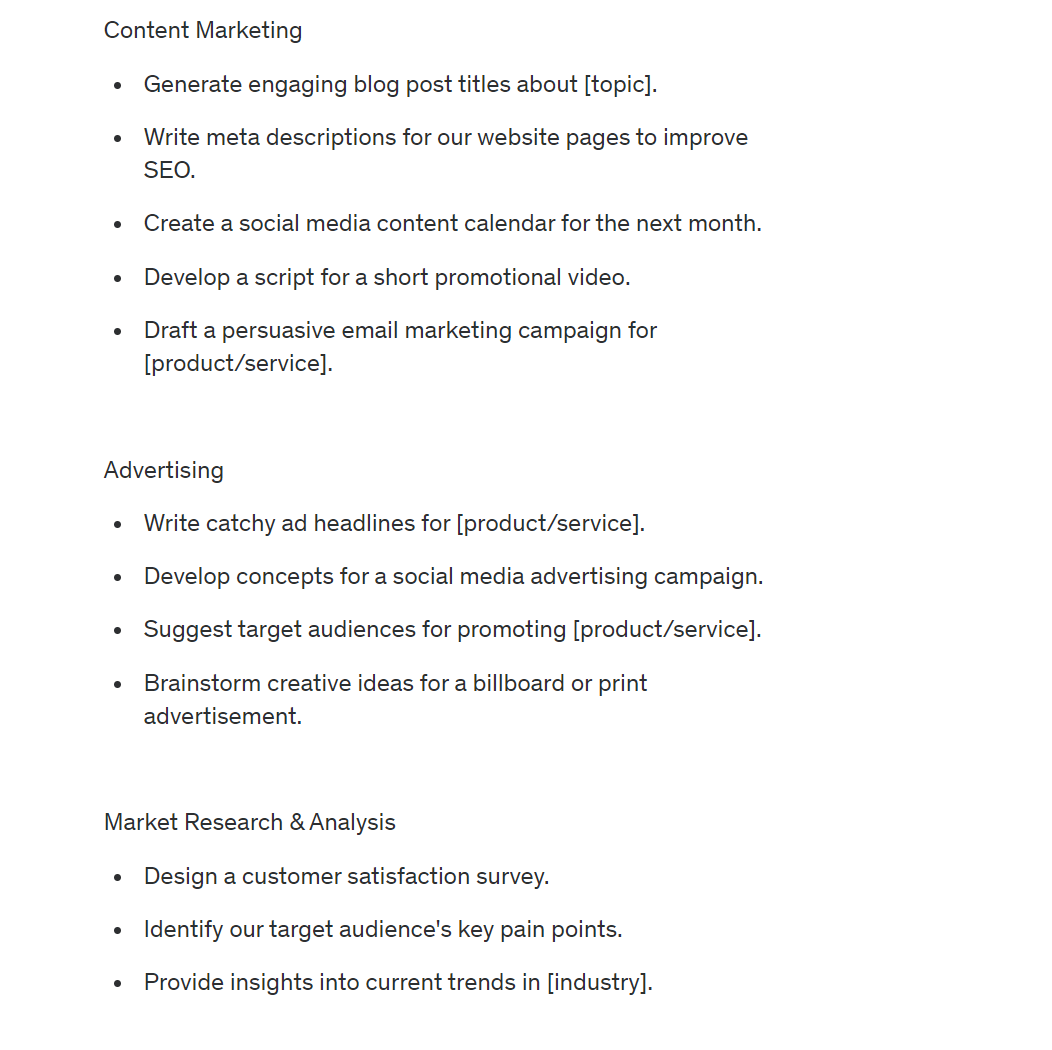 Content Marketing
• Generate engaging blog post titles about [topic].
• Write meta descriptions for our website pages to improve
SEO.
• Create a social media content calendar for the next month.
• Develop a script for a short promotional video.
• Draft a persuasive email marketing campaign for
[product/service].
Advertising
• Write catchy ad headlines for [product/service].
• Develop concepts for a social media advertising campaign.
• Suggest target audiences for promoting [product/service].
• Brainstorm creative ideas for a billboard or print
advertisement.
Market Research & Analysis
• Design a customer satisfaction survey.
• Identify our target audience's key pain points.
• Provide insights into current trends in [industry].